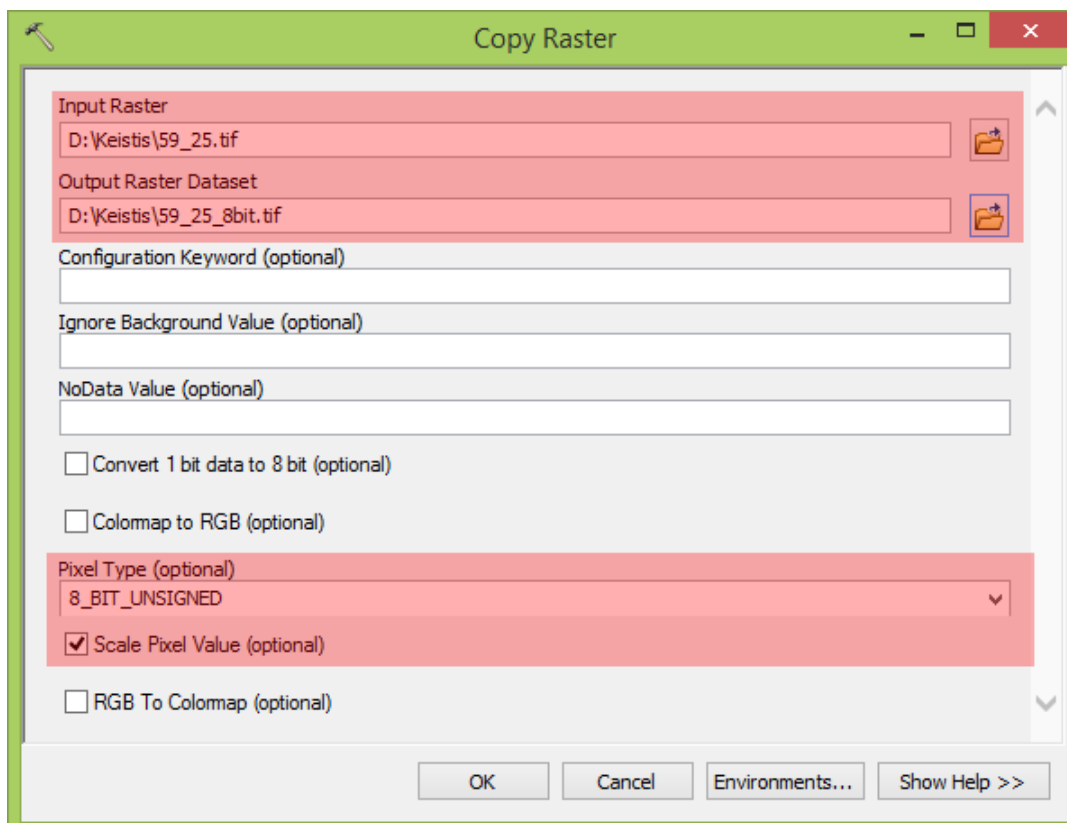 Copy Raster
Input Raster
D:\Keistis\59_25.tif
Output Raster Dataset
D:\Keistis\59_25_8bit.tif
Configuration Keyword (optional)
Ignore Background Value (optional)
NoData Value (optional)
Convert 1 bit data to 8 bit (optional)
Colormap to RGB (optional)
Pixel Type (optional)
8_BIT_UNSIGNED
Scale Pixel Value (optional)
RGB To Colormap (optional)
OK Cancel Environments... Show Help >>